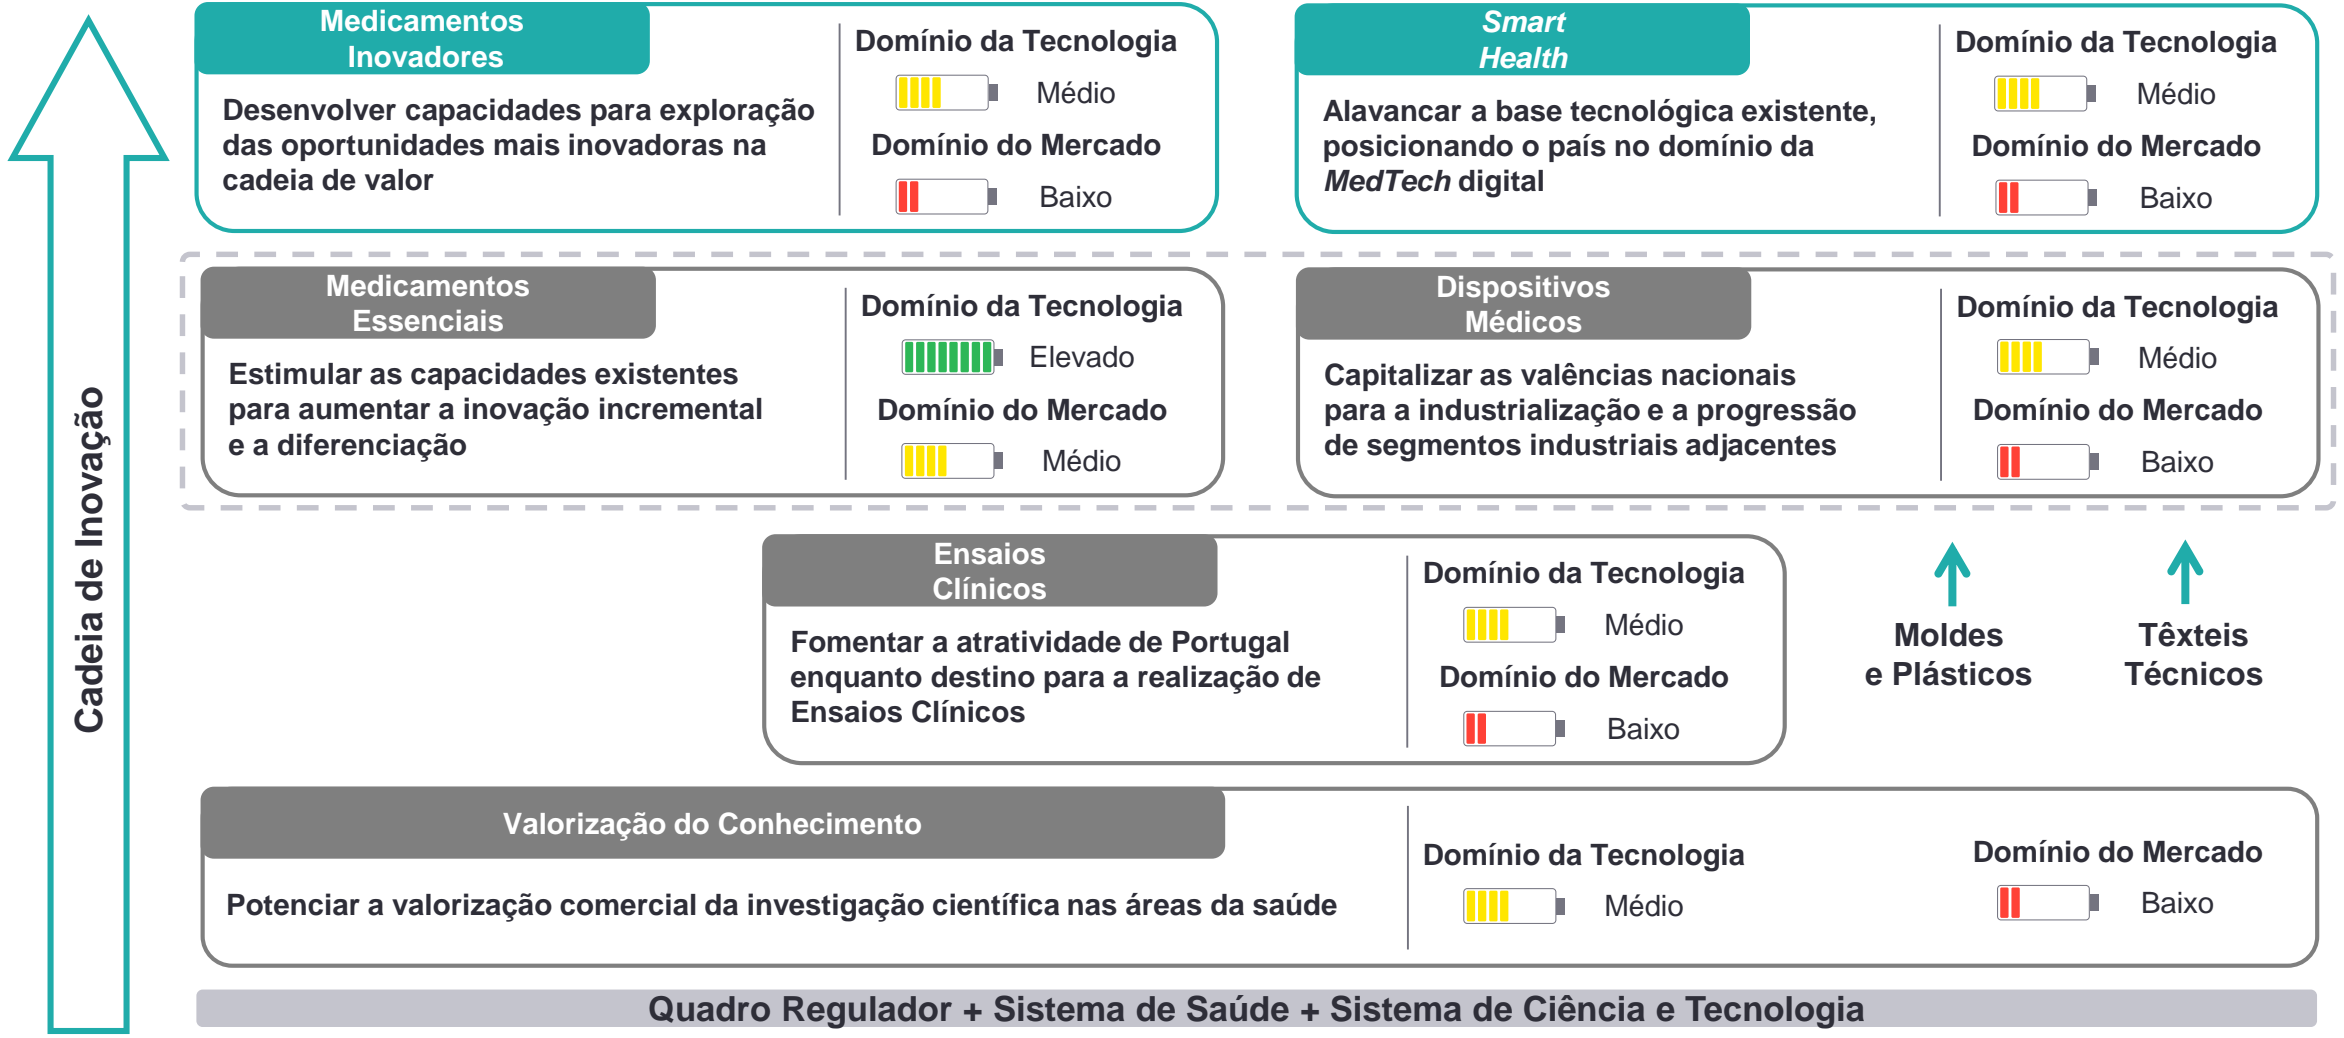 Cadeia de Inovação
Medicamentos
Inovadores
Desenvolver capacidades para exploração
das oportunidades mais inovadoras na
cadeia de valor
Domínio da Tecnologia
Médio
Domínio do Mercado
Baixo
Smart
Health
Alavancar a base tecnológica existente,
posicionando o país no domínio da
MedTech digital
Domínio da Tecnologia
Médio
Domínio do Mercado
Baixo
Medicamentos
Essenciais
Estimular as capacidades existentes
para aumentar a inovação incremental
e a diferenciação
Domínio da Tecnologia
Elevado
Domínio do Mercado
Médio
Dispositivos
Médicos
Capitalizar as valências nacionais
para a industrialização e a progressão
de segmentos industriais adjacentes
Domínio da Tecnologia
Médio
Domínio do Mercado
Baixo
Ensaios
Clínicos
Fomentar a atratividade de Portugal
enquanto destino para a realização de
Ensaios Clínicos
Domínio da Tecnologia
Médio
Domínio do Mercado
Baixo
Moldes
e Plásticos
Têxteis
Técnicos
Valorização do Conhecimento
Potenciar a valorização comercial da investigação científica nas áreas da saúde
Domínio da Tecnologia
Médio
Domínio do Mercado
Baixo
Quadro Regulador + Sistema de Saúde + Sistema de Ciência e Tecnologia